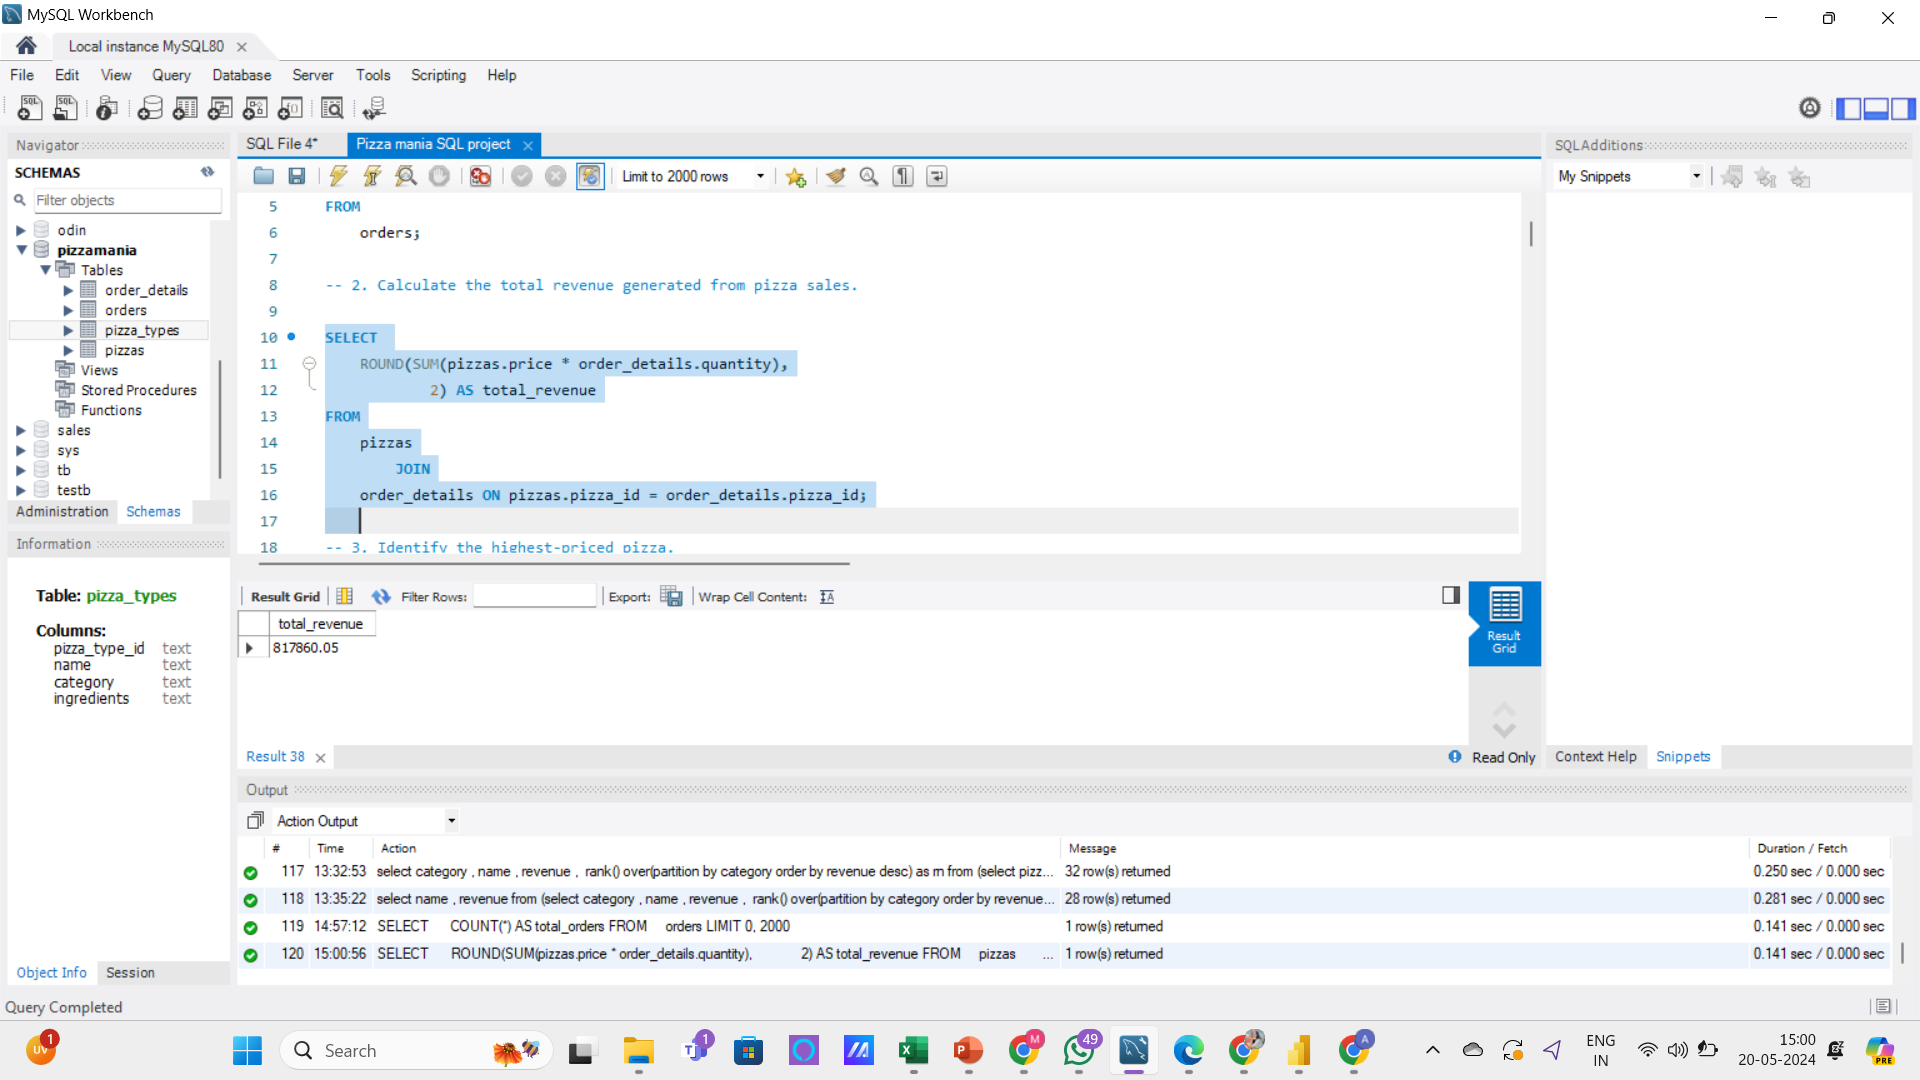 MySQL Workbench
Local instance MySQL80
File Edit View Query Database Server Tools Scripting Help
Navigator
SCHEMAS
Filter objects
odin
pizzamania
Tables
order_details
orders
pizza_types
pizzas
Views
Stored Procedures
Functions
sales
sys
tb
testb
Administration Schemas
Information
Table: pizza_types
Columns:
pizza_type_id text
name text
category text
ingredients text
Object Info Session
SQL File 4* Pizza mania SQL project
Limit to 2000 rows
5 FROM
6 orders;
7
8 -- 2. Calculate the total revenue generated from pizza sales.
9
10 SELECT
11 ROUND(SUM(pizzas.price * order_details.quantity),
12 2) AS total_revenue
13 FROM
14 pizzas
15 JOIN
16 order_details ON pizzas.pizza_id = order_details.pizza_id;
17
18 -- 3. Identify the highest-priced pizza.
Result Grid Filter Rows: Export: Wrap Cell Content:
total_revenue
817860.05
Result Grid
Result 38
Read Only
SQLAdditions
My Snippets
Context Help Snippets
Output
Action Output
# Time Action Message Duration / Fetch
117 13:32:53 select category , name , revenue , rank() over(partition by category order by revenue desc) as rn from (select pizz... 32 row(s) returned 0.250 sec / 0.000 sec
118 13:35:22 select name , revenue from (select category , name , revenue , rank() over(partition by category order by revenue... 28 row(s) returned 0.281 sec / 0.000 sec
119 14:57:12 SELECT COUNT(*) AS total_orders FROM orders LIMIT 0, 2000 1 row(s) returned 0.141 sec / 0.000 sec
120 15:00:56 SELECT ROUND(SUM(pizzas.price * order_details.quantity), 2) AS total_revenue FROM pizzas ... 1 row(s) returned 0.141 sec / 0.000 sec
Query Completed
UV 1
Search
1
M
49
A
ENG
IN
15:00
20-05-2024
PRE